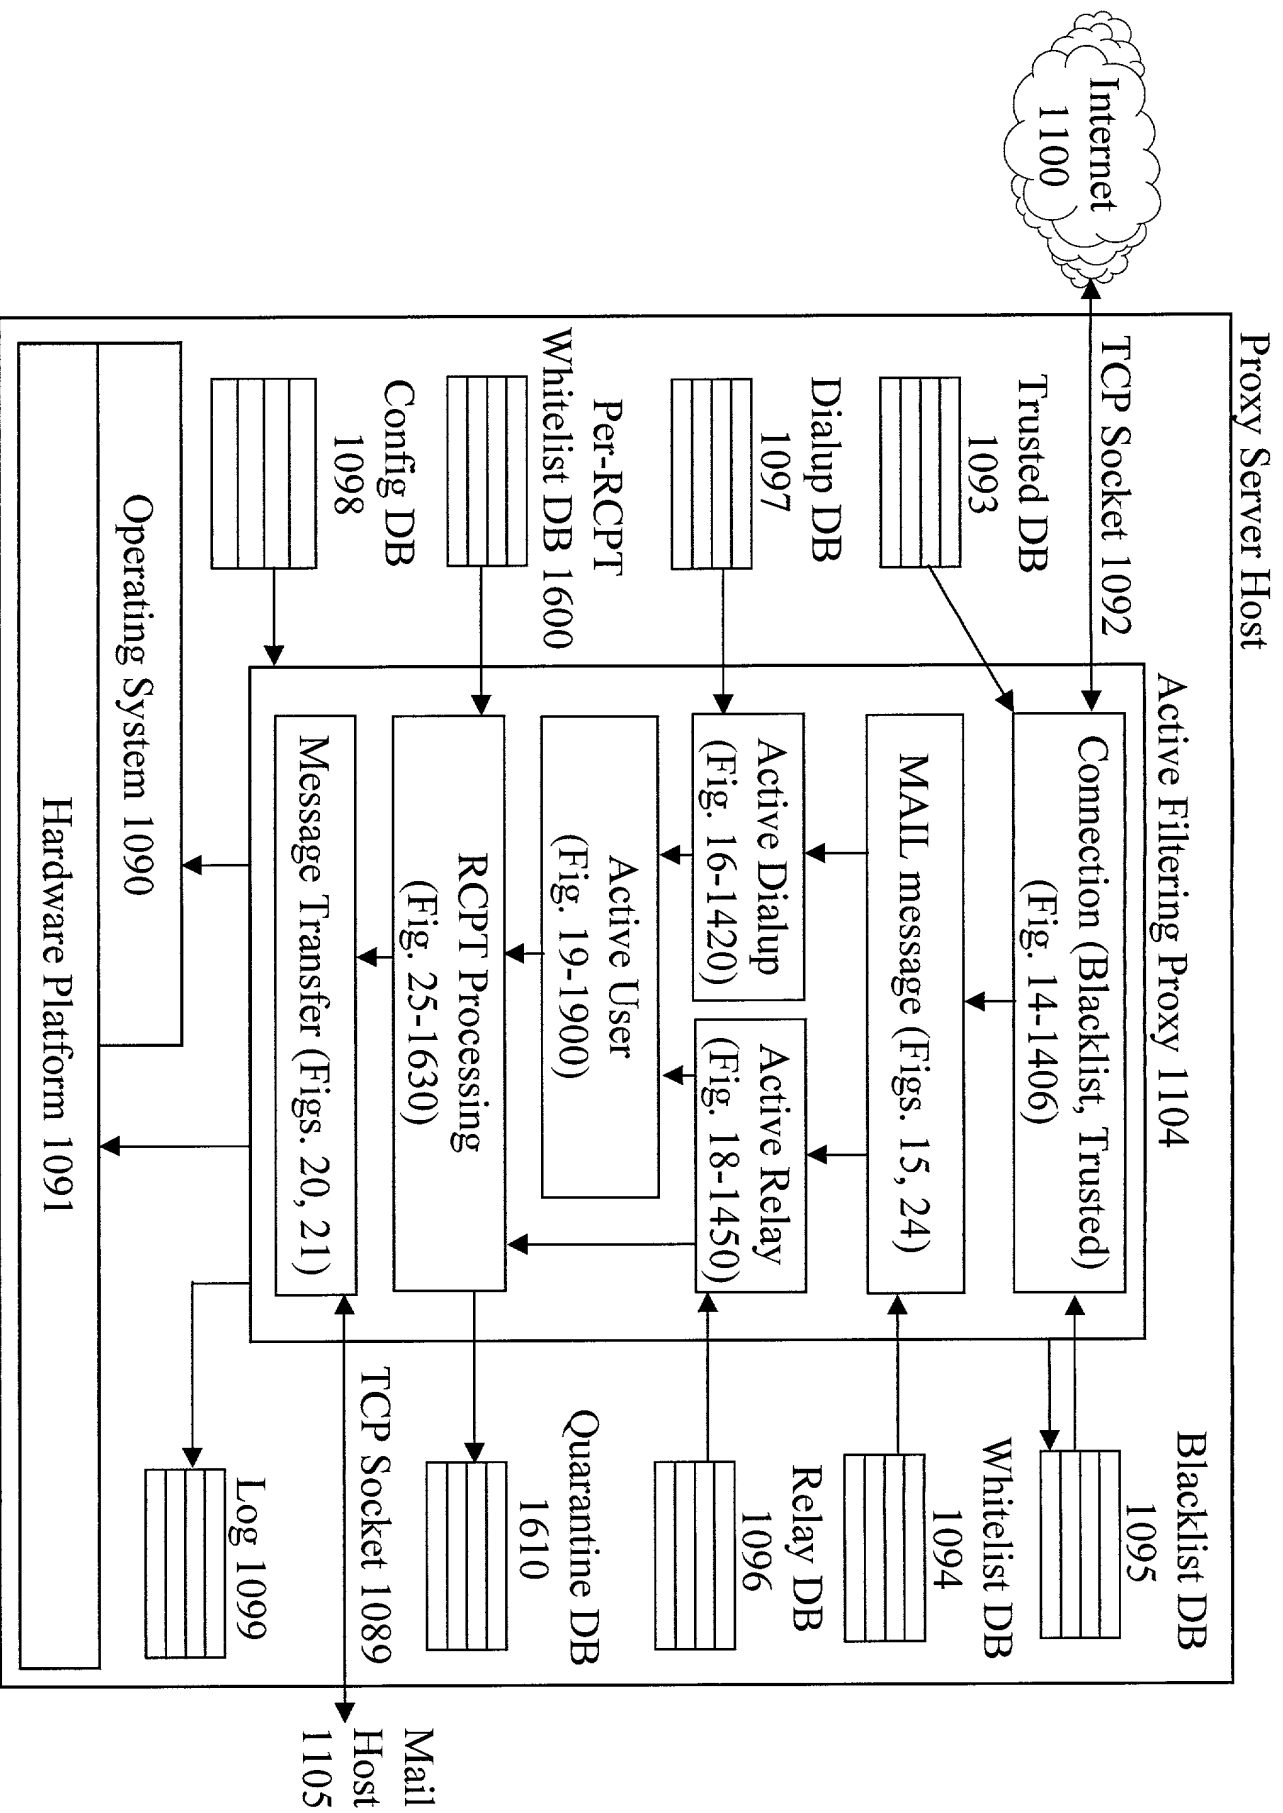 Proxy Server Host
Internet
1100
TCP Socket 1092
Active Filtering Proxy 1104
Trusted DB
1093
Dialup DB
1097
Per-RCPT
Whitelist DB 1600
Config DB
1098
Connection (Blacklist, Trusted)
(Fig. 14-1406)
MAIL message (Figs. 15, 24)
Active Dialup
(Fig. 16-1420)
Active Relay
(Fig. 18-1450)
Active User
(Fig. 19-1900)
RCPT Processing
(Fig. 25-1630)
Message Transfer (Figs. 20, 21)
Blacklist DB
1095
Whitelist DB
1094
Relay DB
1096
Quarantine DB
1610
TCP Socket 1089
Mail
Host
1105
Log 1099
Operating System 1090
Hardware Platform 1091